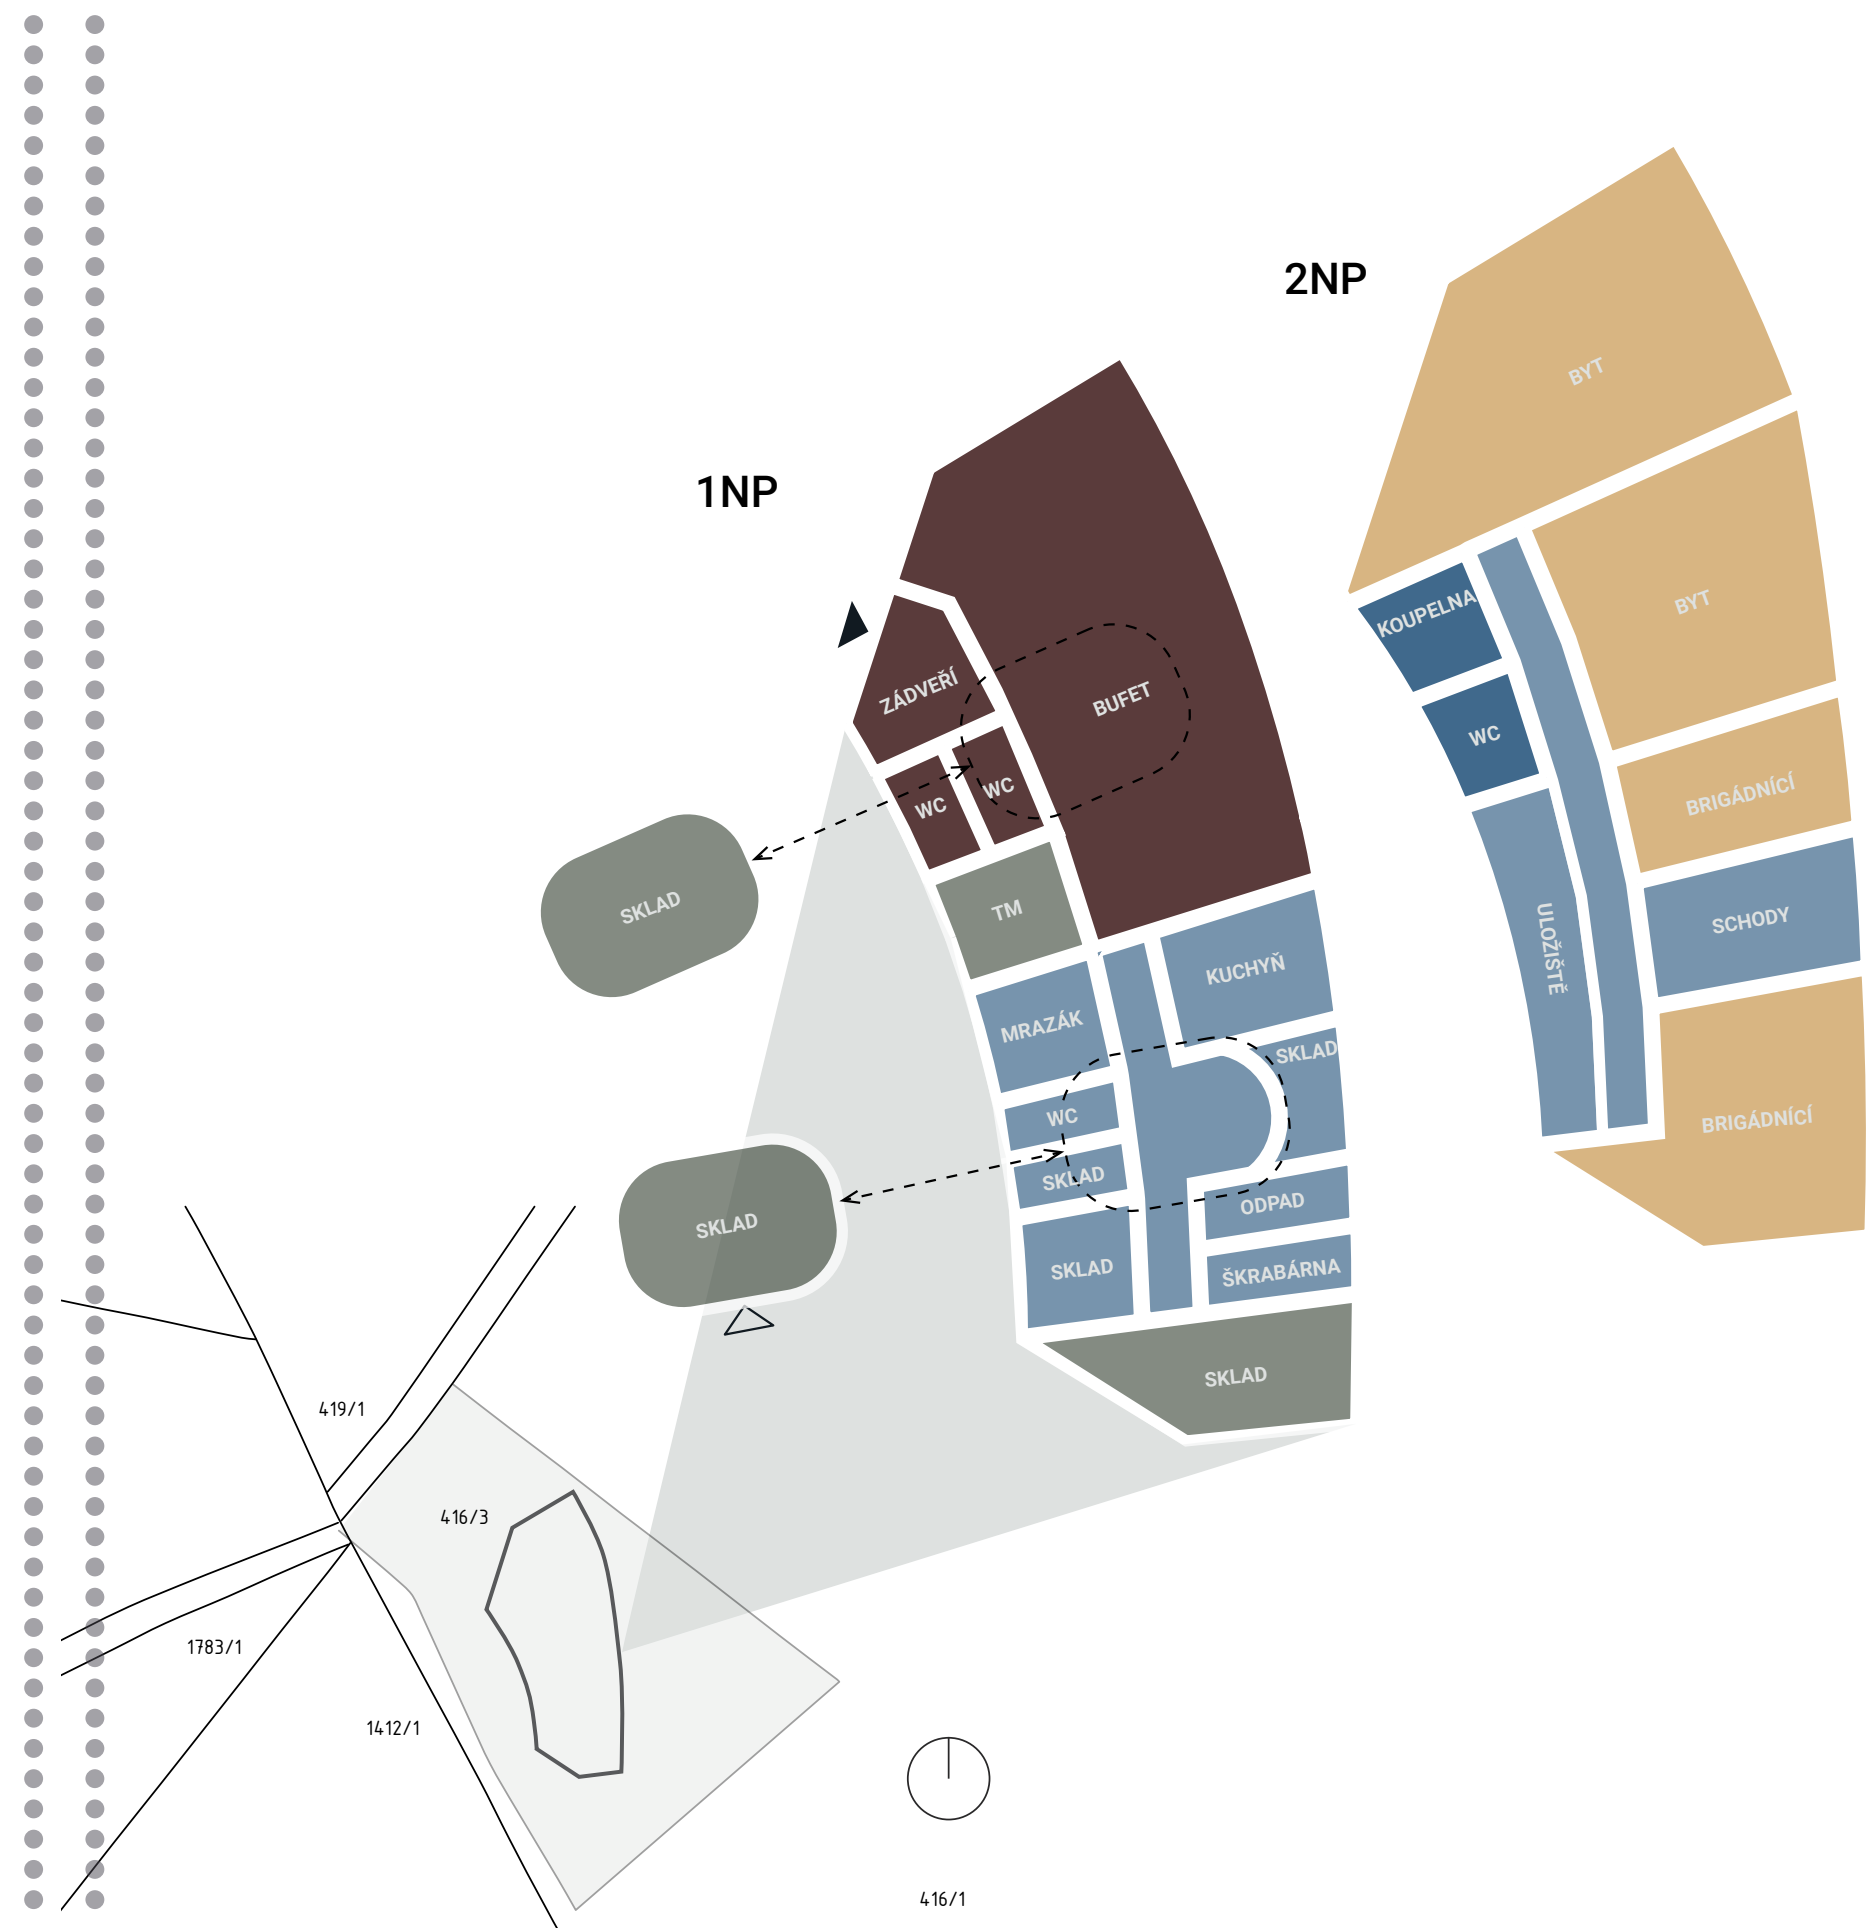 2NP
BYT
1NP
BYT
KOUPELNA
ZÁDVEŘÍ
BUFET
WC
WC
WC
BRIGÁDNÍCÍ
SKLAD
TM
SCHODY
ULOŽIŠTĚ
KUCHYŇ
MRAZÁK
SKLAD
WC
BRIGÁDNÍCÍ
SKLAD
ODPAD
SKLAD
SKLAD
ŠKRABÁRNA
SKLAD
419/1
416/3
1783/1
1412/1
416/1